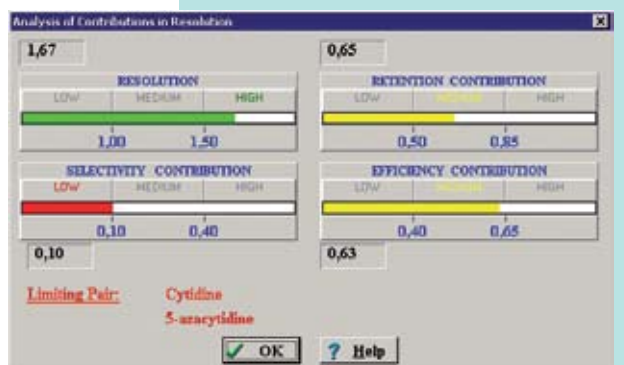 Analysis of Contributions in Resolution
1,67
0,65
RESOLUTION
LOW MEDIUM HIGH
1,00 1,50
RETENTION CONTRIBUTION
LOW MEDIUM HIGH
0,50 0,85
SELECTIVITY CONTRIBUTION
LOW MEDIUM HIGH
0,10 0,40
EFFICIENCY CONTRIBUTION
LOW MEDIUM HIGH
0,40 0,65
0,10
0,63
Limiting Pair: Cytidine
5-azacytidine
OK ? Help